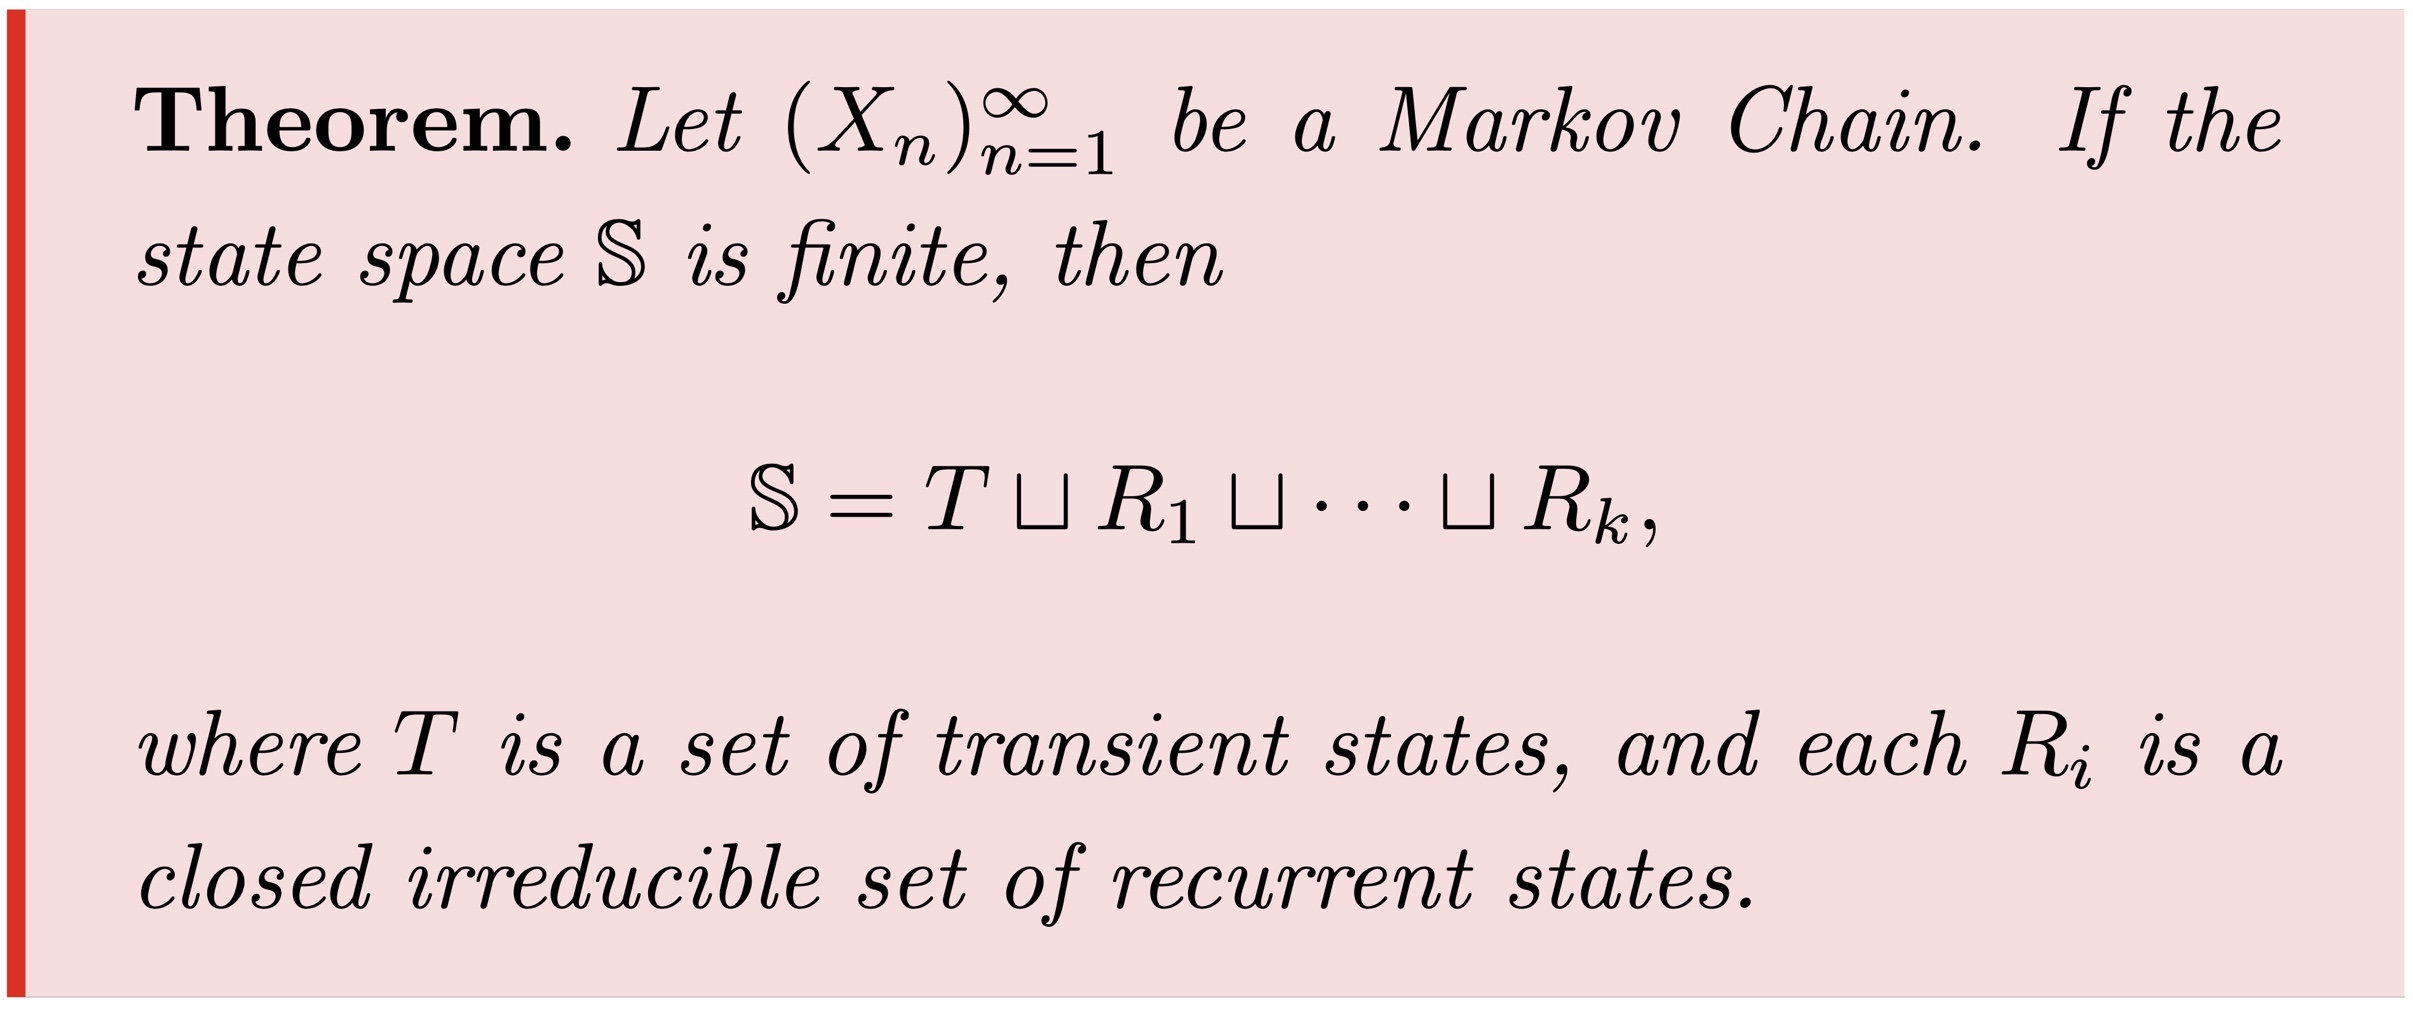 Theorem. Let $(X_n)_{n=1}^{\infty}$ be a Markov Chain. If the
state space $\mathbb{S}$ is finite, then
$\mathbb{S} = T \sqcup R_1 \sqcup \cdots \sqcup R_k,$
where $T$ is a set of transient states, and each $R_i$ is a
closed irreducible set of recurrent states.